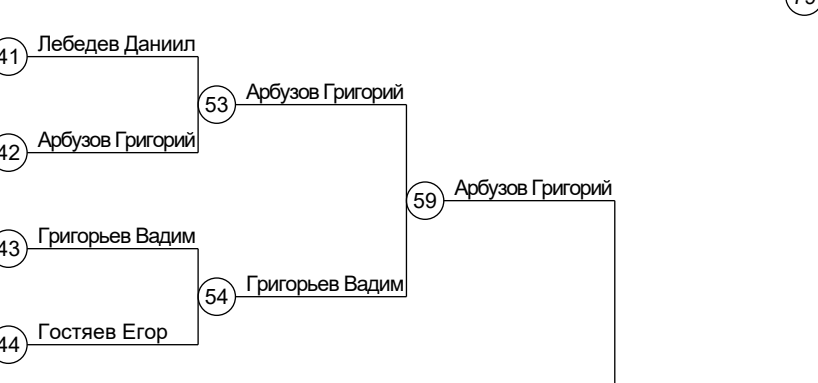 Лебедев Даниил
41
Арбузов Григорий
53
Арбузов Григорий
42
Арбузов Григорий
59
Григорьев Вадим
43
Григорьев Вадим
54
Гостяев Егор
44